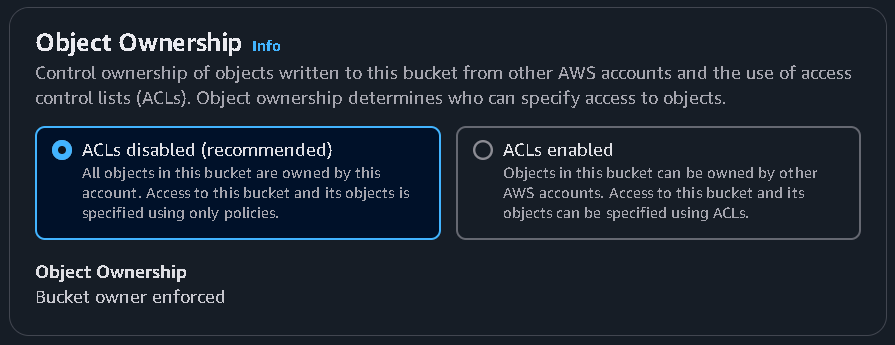 Object Ownership Info
Control ownership of objects written to this bucket from other AWS accounts and the use of access
control lists (ACLs). Object ownership determines who can specify access to objects.
ACLs disabled (recommended)
All objects in this bucket are owned by this
account. Access to this bucket and its objects is
specified using only policies.
ACLs enabled
Objects in this bucket can be owned by other
AWS accounts. Access to this bucket and its
objects can be specified using ACLs.
Object Ownership
Bucket owner enforced